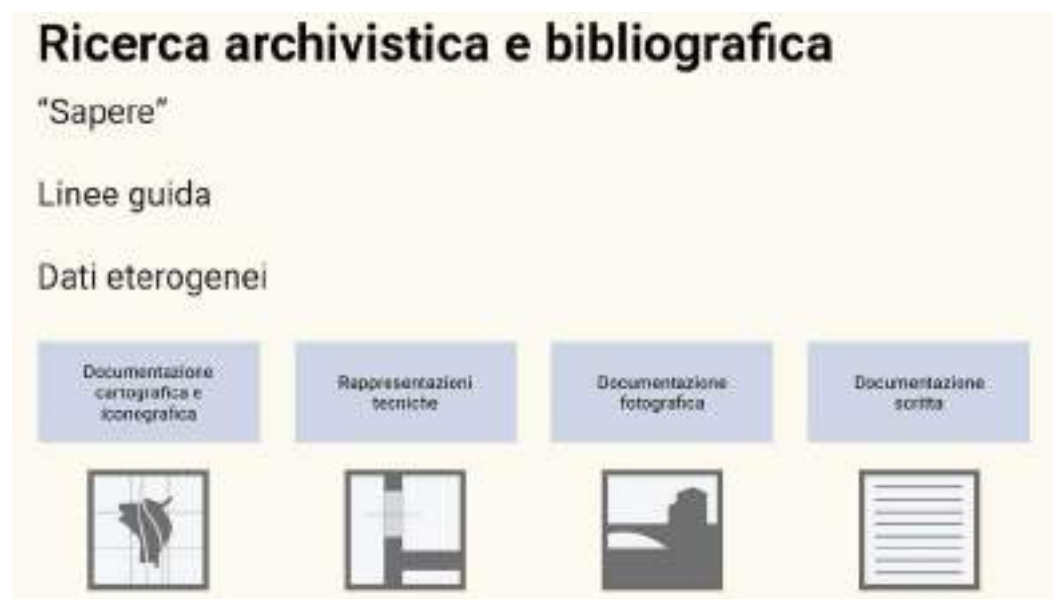 Ricerca archivistica e bibliografica
“Sapere”
Linee guida
Dati eterogenei
Documentazione
cartografica e
iconografica
Rappresentazioni
tecniche
Documentazione
fotografica
Documentazione
scritta